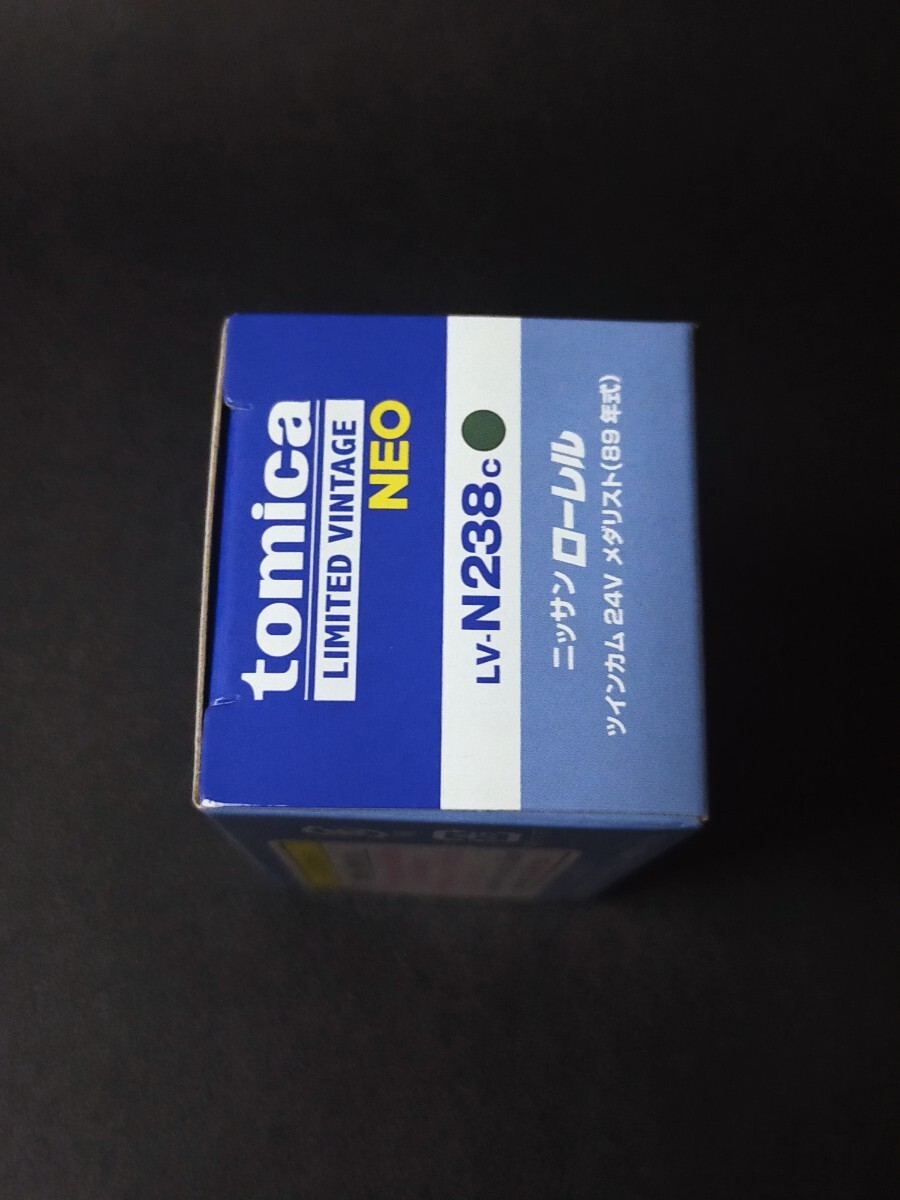 tomica
LIMITED VINTAGE
NEO
LV-N238c
ニッサン ローレル
ツインカム 24V メダリスト(89年式)